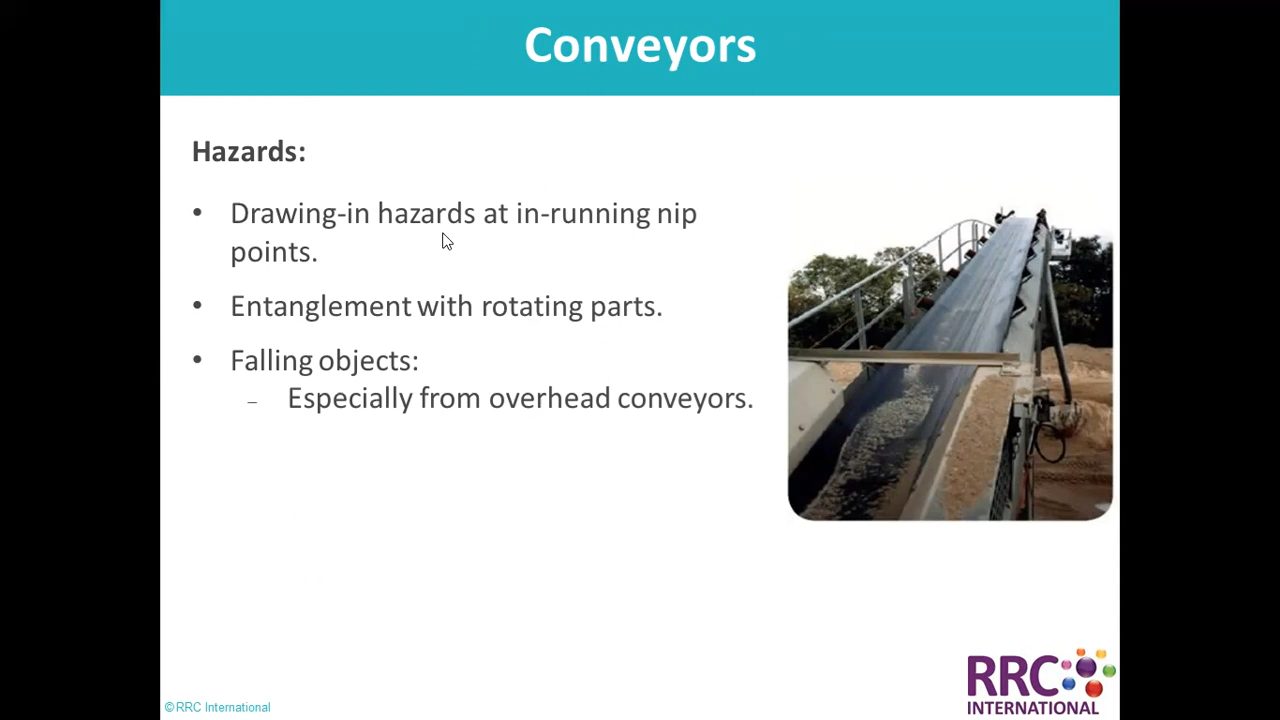 Conveyors
Hazards:
• Drawing-in hazards at in-running nip
points.
• Entanglement with rotating parts.
• Falling objects:
– Especially from overhead conveyors.
RRC
INTERNATIONAL
© RRC International